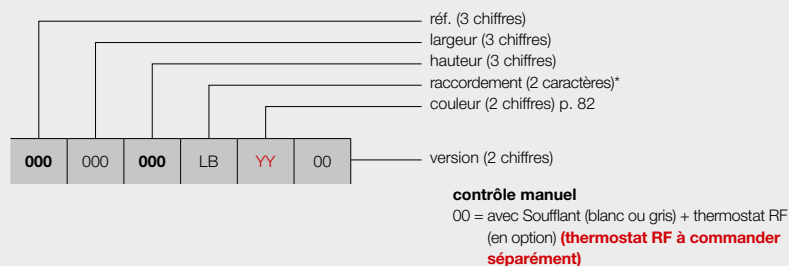 réf. (3 chiffres)
largeur (3 chiffres)
hauteur (3 chiffres)
raccordement (2 caractères)*
couleur (2 chiffres) p. 82
000 000 000 LB YY 00
version (2 chiffres)
contrôle manuel
00 = avec Soufflant (blanc ou gris) + thermostat RF
(en option) (thermostat RF à commander
séparément)